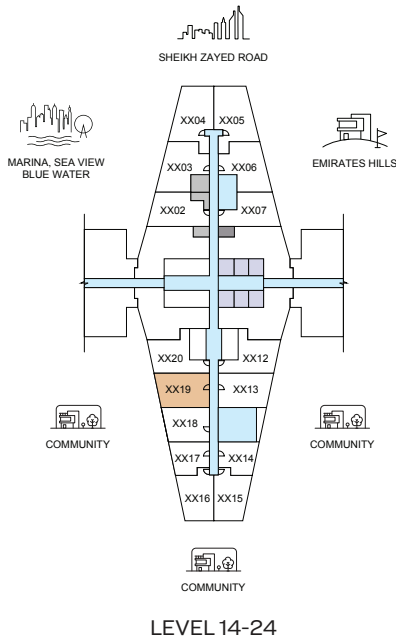 SHEIKH ZAYED ROAD
XX04 XX05
MARINA, SEA VIEW
BLUE WATER
XX03 XX06
EMIRATES HILLS
XX02 XX07
XX20 XX12
XX19 XX13
XX18
COMMUNITY
COMMUNITY
XX17 XX14
XX16 XX15
COMMUNITY
LEVEL 14-24